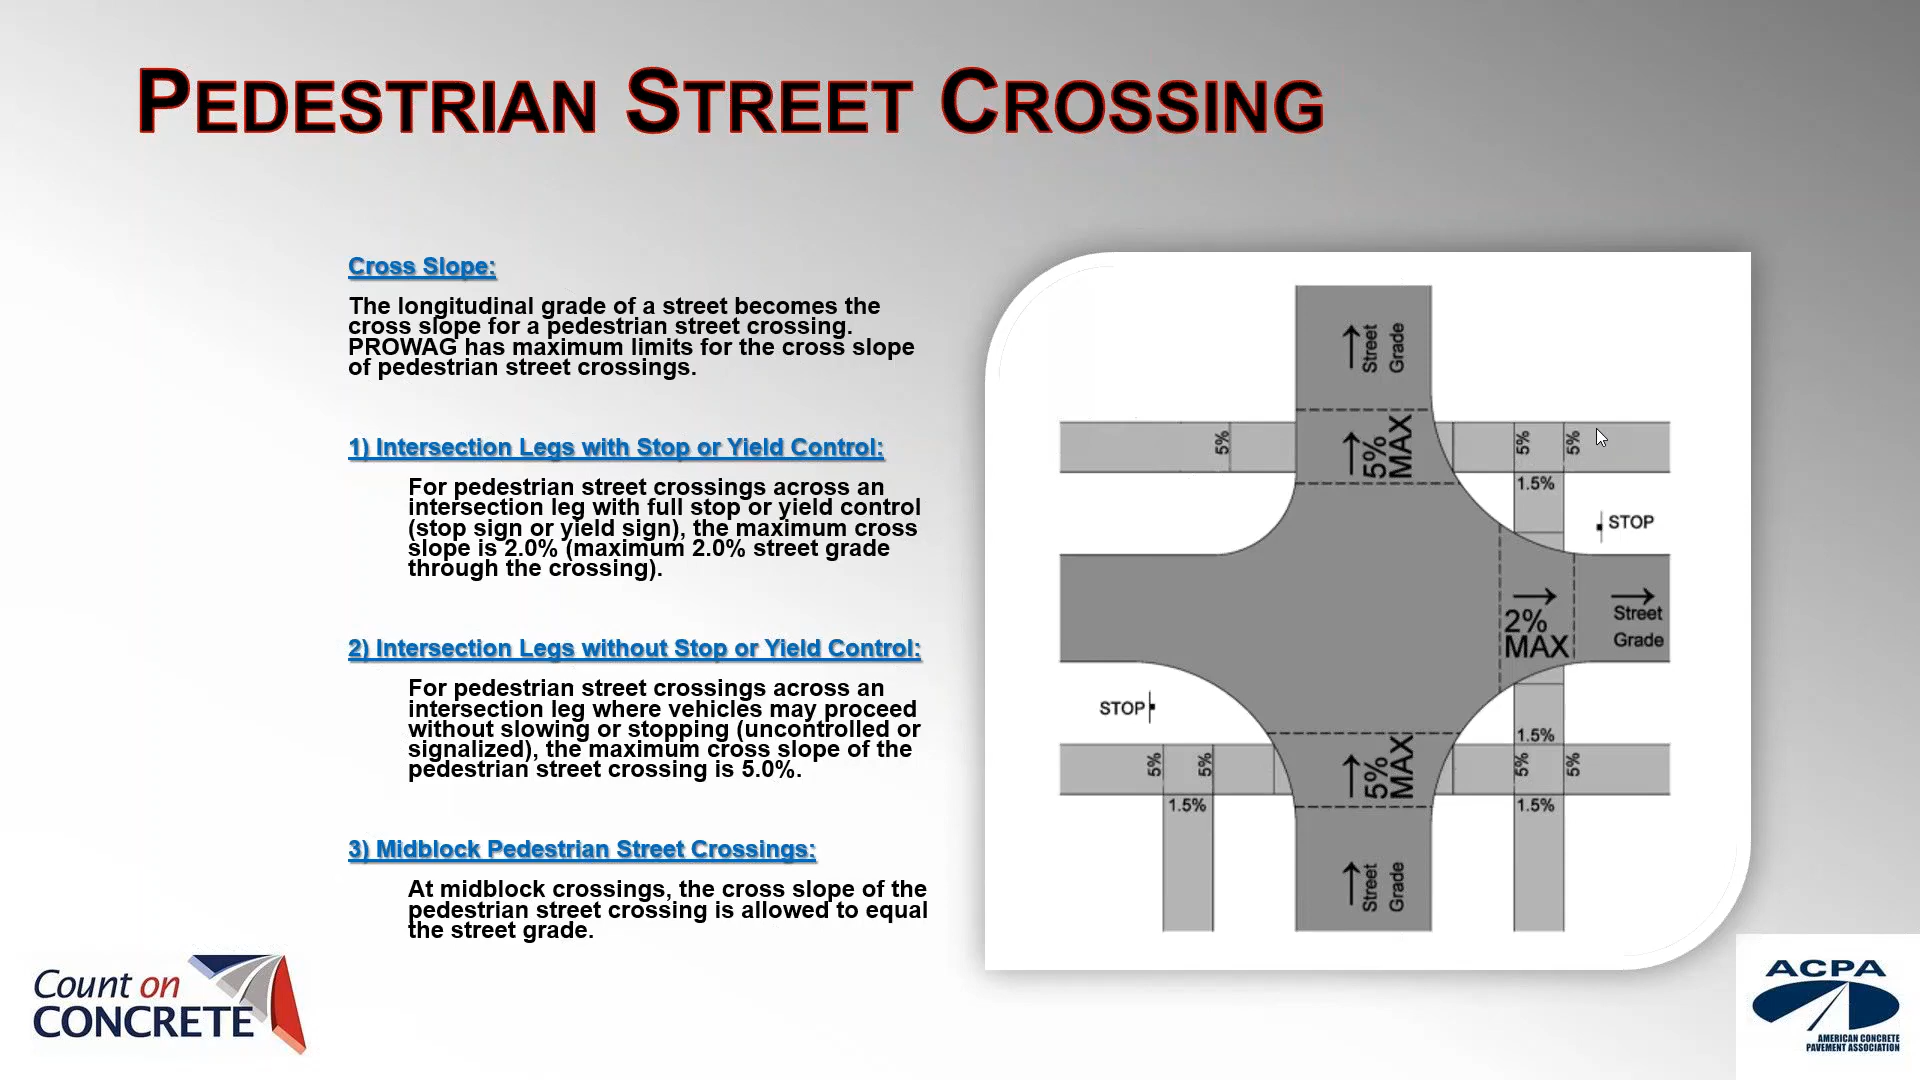 PEDESTRIAN STREET CROSSING
Cross Slope:
The longitudinal grade of a street becomes the
cross slope for a pedestrian street crossing.
PROWAG has maximum limits for the cross slope
of pedestrian street crossings.
1) Intersection Legs with Stop or Yield Control:
For pedestrian street crossings across an
intersection leg with full stop or yield control
(stop sign or yield sign), the maximum cross
slope is 2.0% (maximum 2.0% street grade
through the crossing).
2) Intersection Legs without Stop or Yield Control:
For pedestrian street crossings across an
intersection leg where vehicles may proceed
without slowing or stopping (uncontrolled or
signalized), the maximum cross slope of the
pedestrian street crossing is 5.0%.
3) Midblock Pedestrian Street Crossings:
At midblock crossings, the cross slope of the
pedestrian street crossing is allowed to equal
the street grade.
Street
Grade
5%
5%
MAX
5%
5%
1.5%
STOP
2%
MAX
Street
Grade
STOP
1.5%
5%
5%
5%
MAX
5%
5%
1.5%
1.5%
Street
Grade
Count on
CONCRETE
ACPA
AMERICAN CONCRETE
PAVEMENT ASSOCIATION